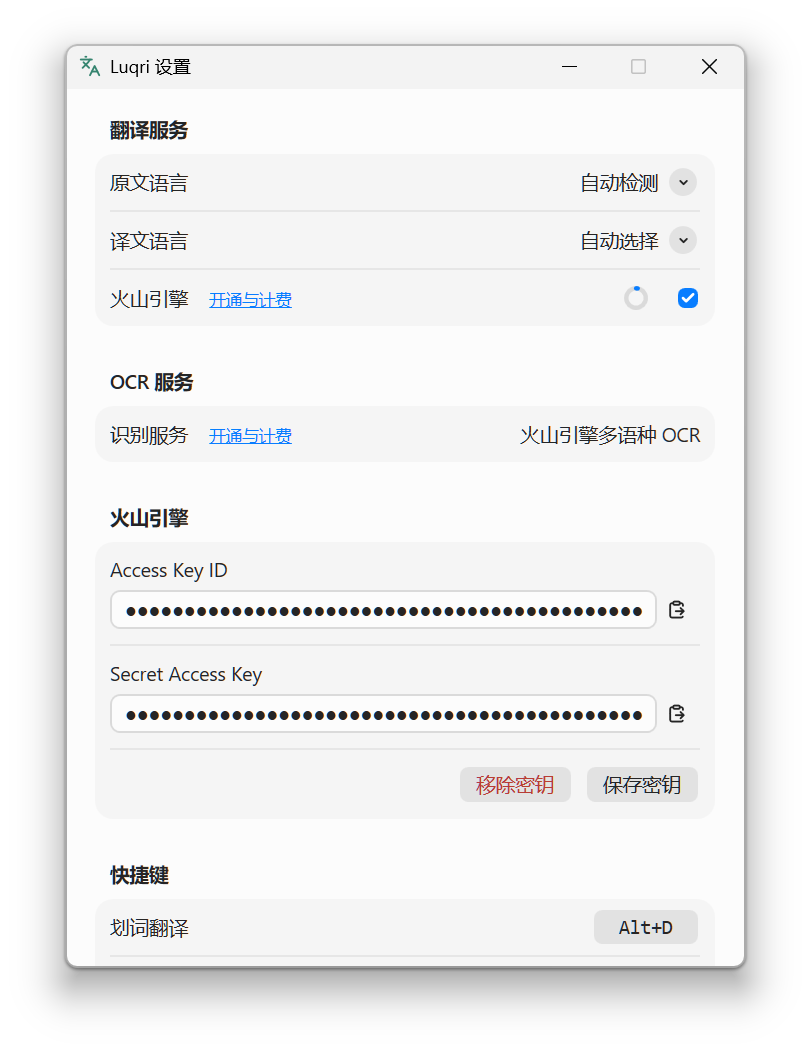 Luqri 设置
翻译服务
原文语言 自动检测
译文语言 自动选择
火山引擎 开通与计费
OCR 服务
识别服务 开通与计费 火山引擎多语种 OCR
火山引擎
Access Key ID
●●●●●●●●●●●●●●●●●●●●●●●●●●●●●●●●●●●●●●●●●●●●
Secret Access Key
●●●●●●●●●●●●●●●●●●●●●●●●●●●●●●●●●●●●●●●●●●●●
移除密钥 保存密钥
快捷键
划词翻译 Alt+D